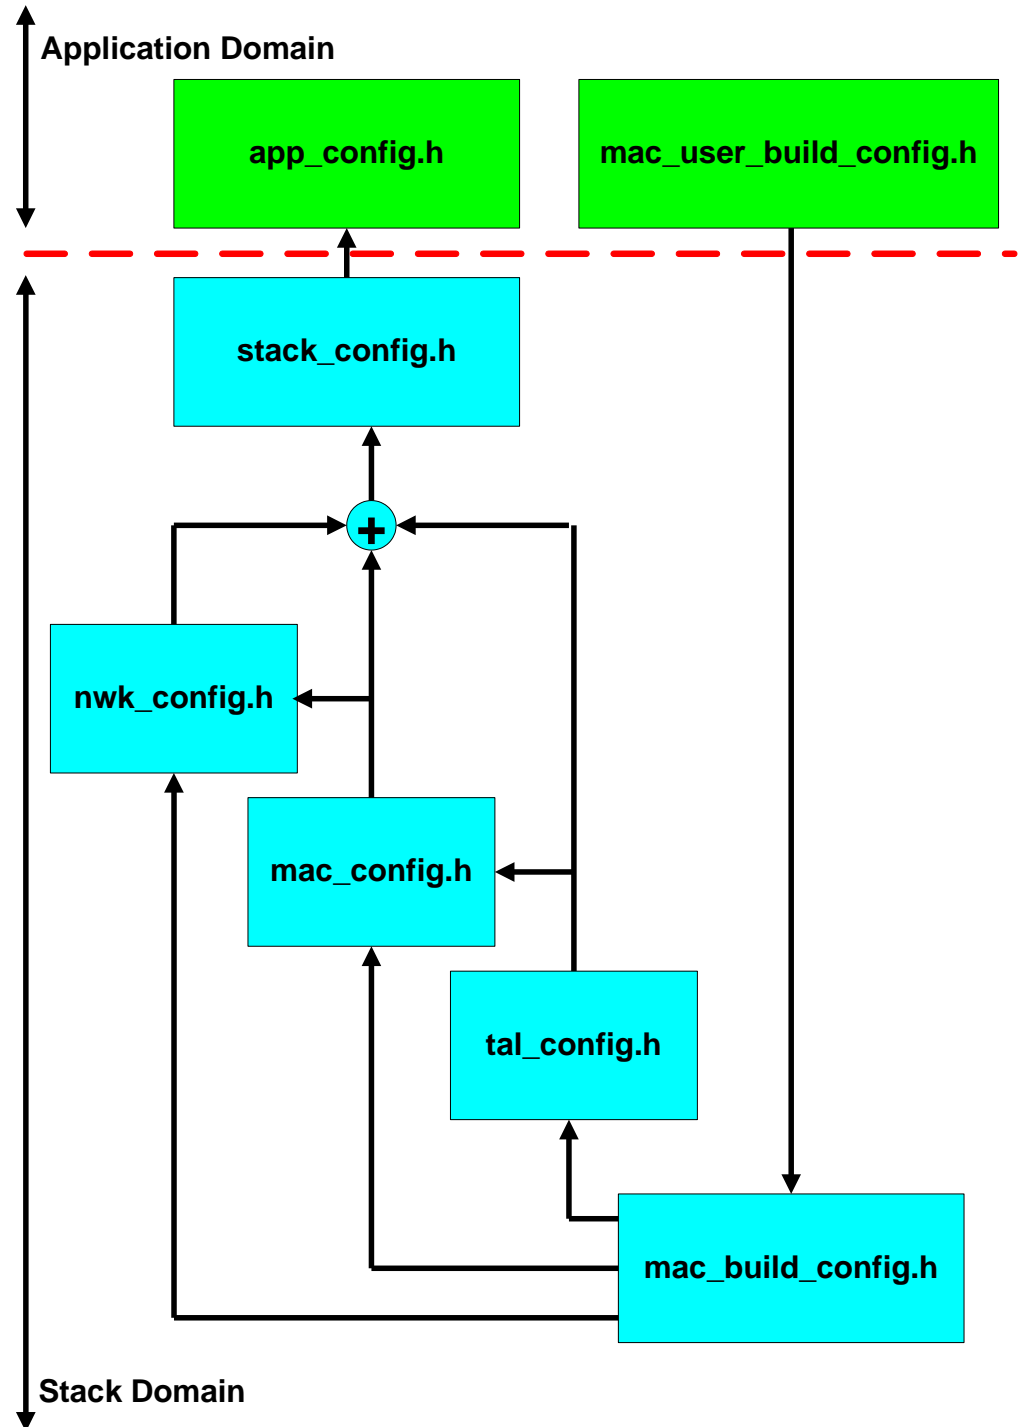 Application Domain
app_config.h
mac_user_build_config.h
stack_config.h
+
nwk_config.h
mac_config.h
tal_config.h
mac_build_config.h
Stack Domain